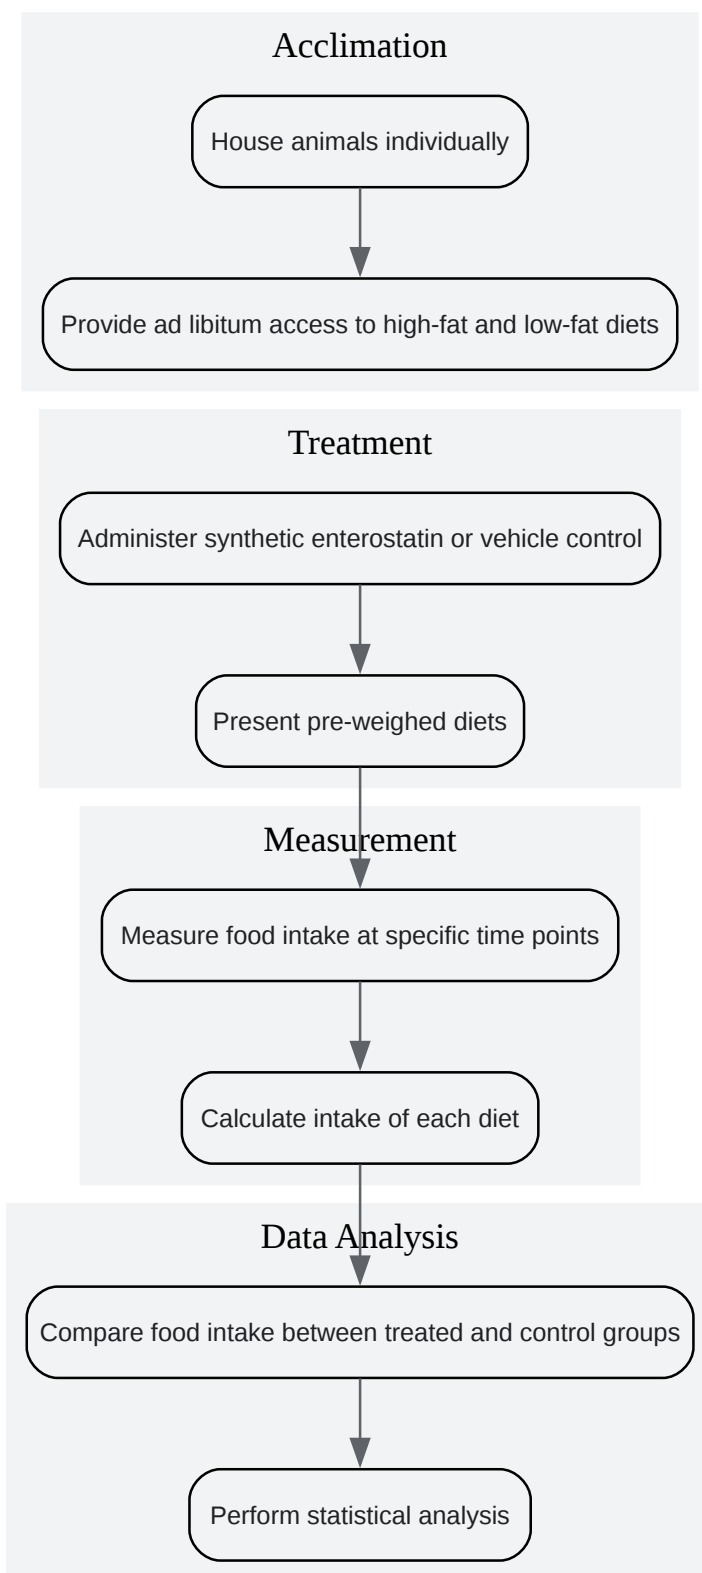 Acclimation
House animals individually
Provide ad libitum access to high-fat and low-fat diets
Treatment
Administer synthetic enterostatin or vehicle control
Present pre-weighed diets
Measurement
Measure food intake at specific time points
Calculate intake of each diet
Data Analysis
Compare food intake between treated and control groups
Perform statistical analysis